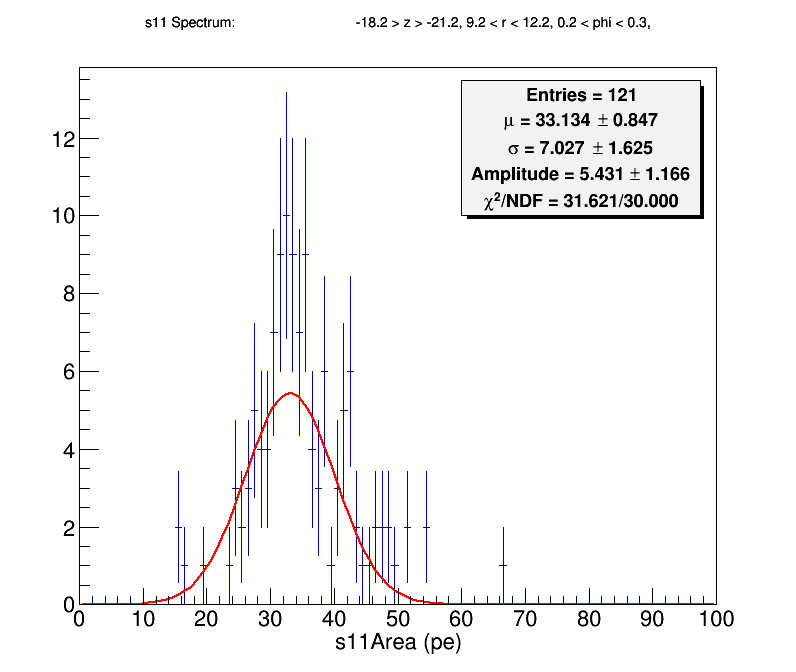 s11 Spectrum: -18.2 > z > -21.2, 9.2 < r < 12.2, 0.2 < phi < 0.3,
Entries = 121
μ = 33.134 ± 0.847
σ = 7.027 ± 1.625
Amplitude = 5.431 ± 1.166
χ²/NDF = 31.621/30.000
12
10
8
6
4
2
0
0 10 20 30 40 50 60 70 80 90 100
s11Area (pe)